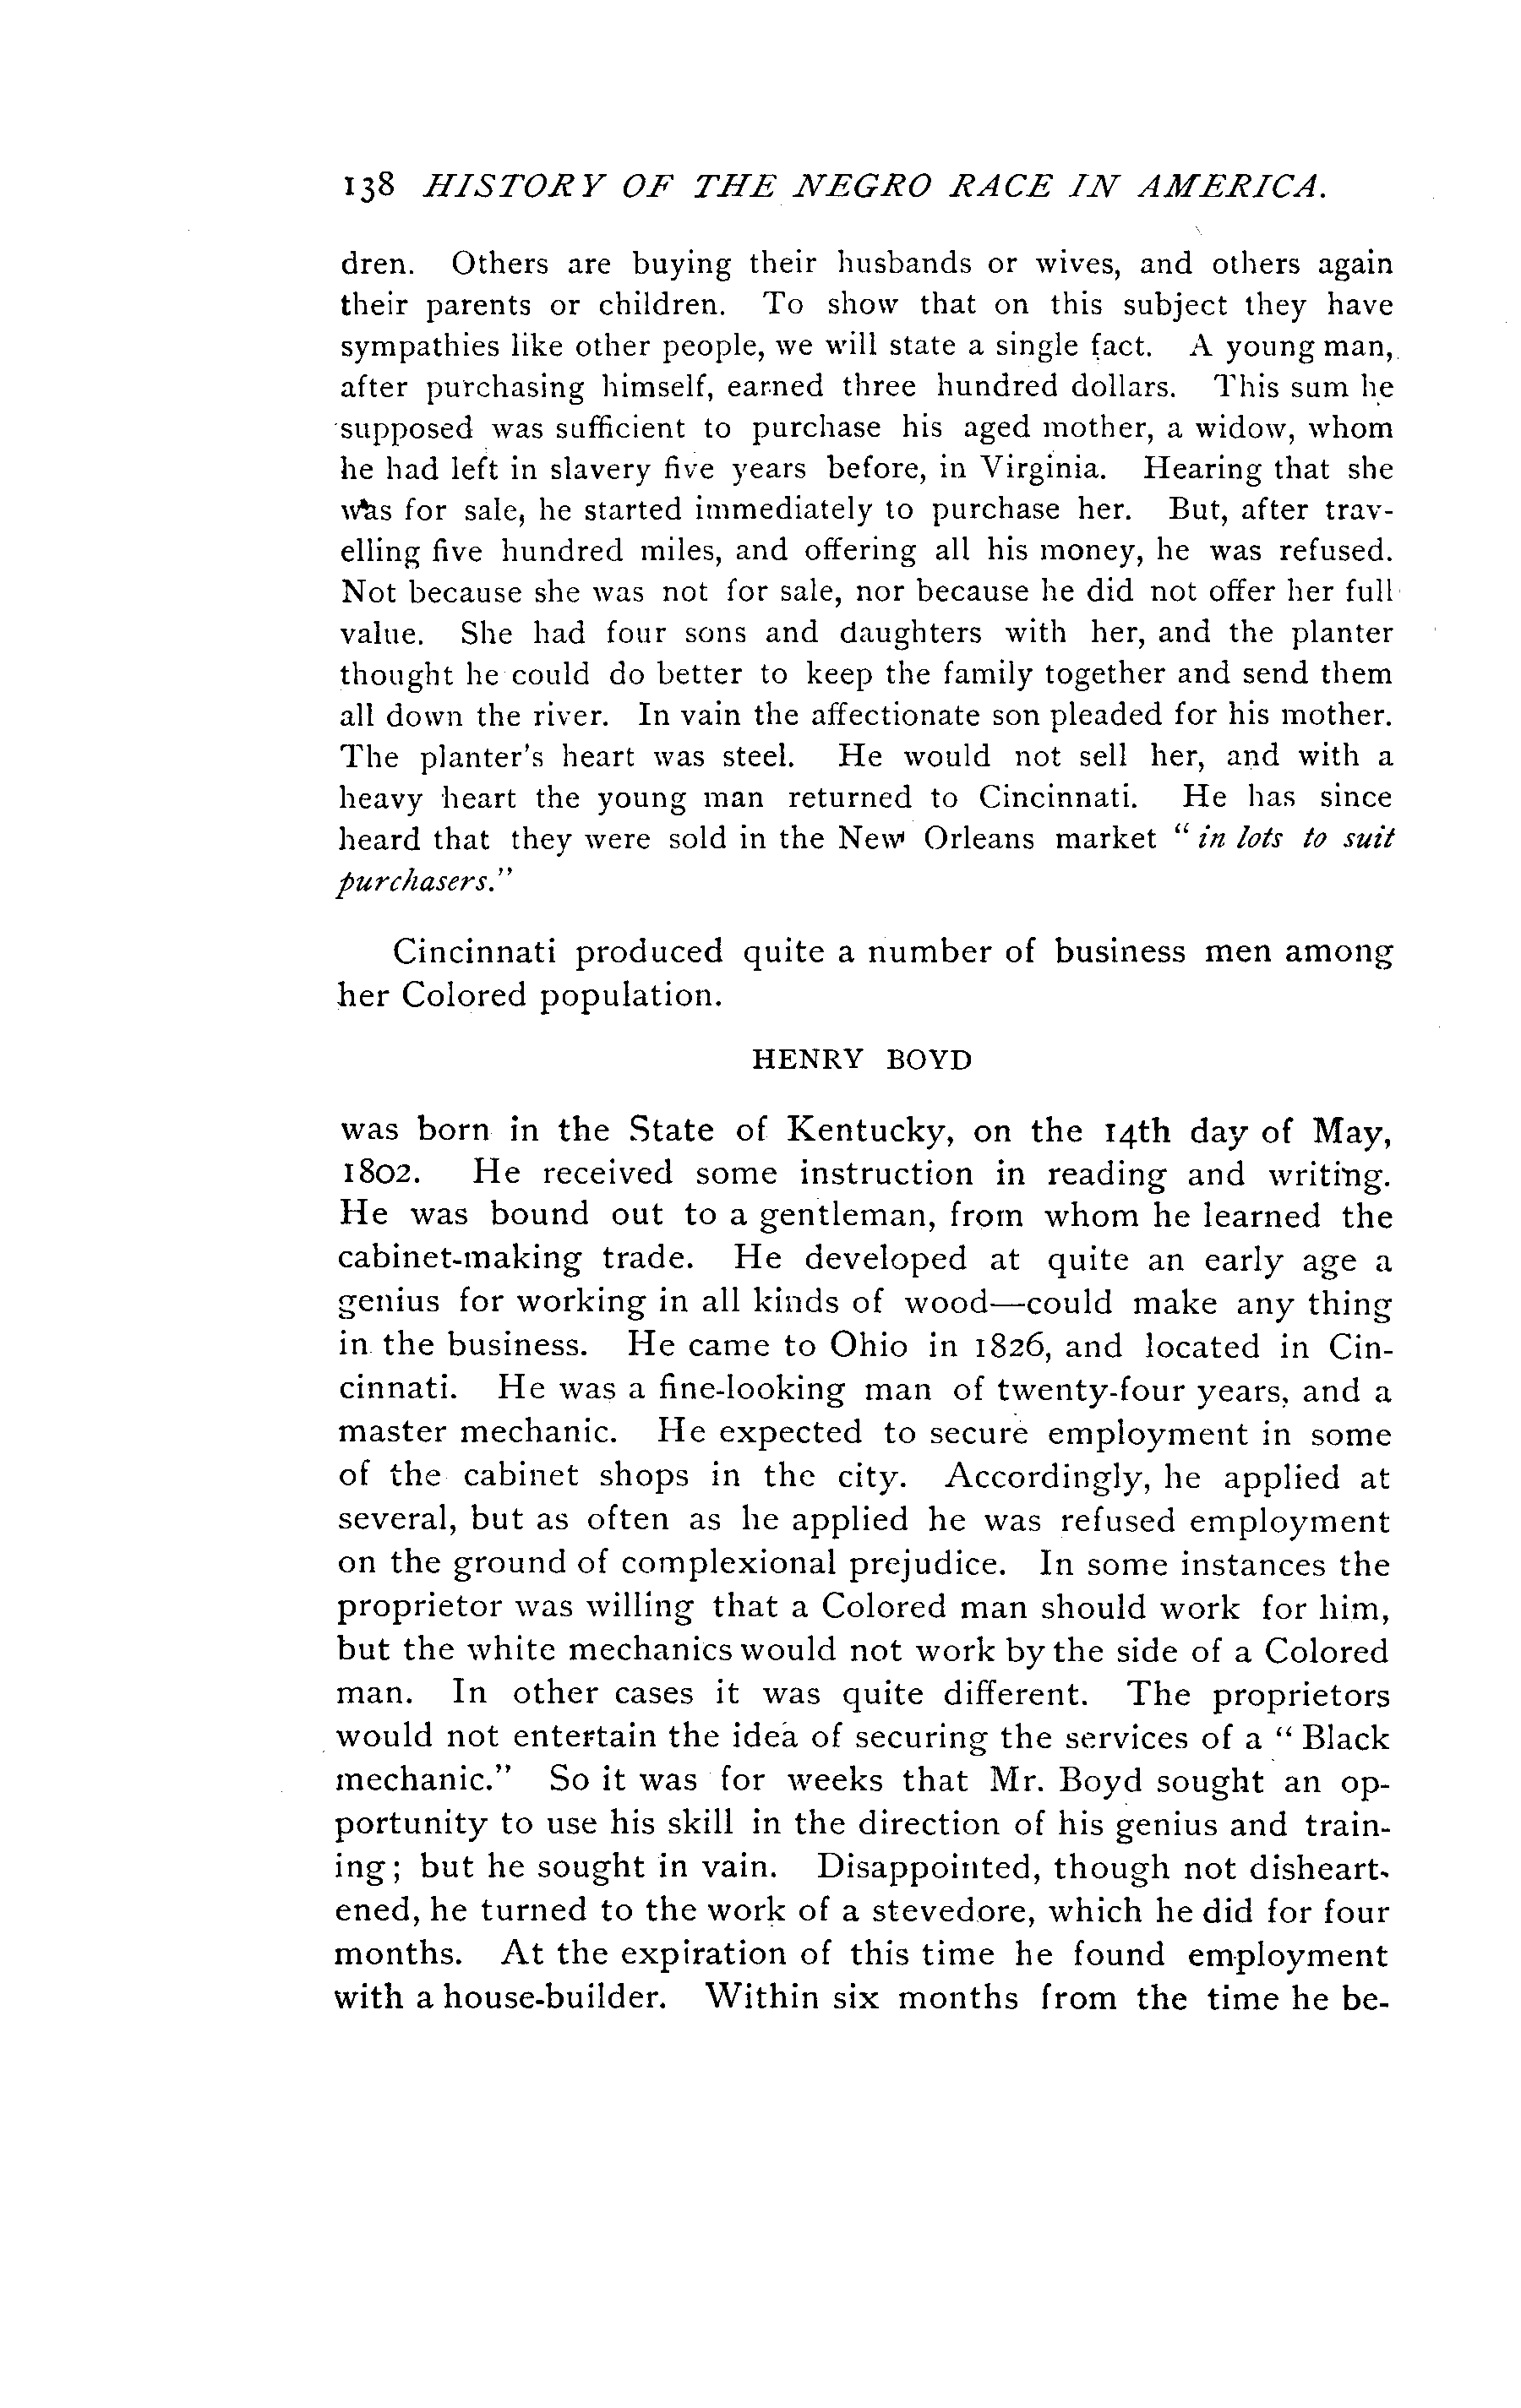 138 HISTORY OF THE NEGRO RACE IN AMERICA.
dren. Others are buying their husbands or wives, and others again
their parents or children. To show that on this subject they have
sympathies like other people, we will state a single fact. A young man,
after purchasing himself, earned three hundred dollars. This sum he
supposed was sufficient to purchase his aged mother, a widow, whom
he had left in slavery five years before, in Virginia. Hearing that she
was for sale, he started immediately to purchase her. But, after trav-
elling five hundred miles, and offering all his money, he was refused.
Not because she was not for sale, nor because he did not offer her full
value. She had four sons and daughters with her, and the planter
thought he could do better to keep the family together and send them
all down the river. In vain the affectionate son pleaded for his mother.
The planter's heart was steel. He would not sell her, and with a
heavy heart the young man returned to Cincinnati. He has since
heard that they were sold in the New Orleans market "in lots to suit
purchasers."
Cincinnati produced quite a number of business men among
her Colored population.
HENRY BOYD
was born in the State of Kentucky, on the 14th day of May,
1802. He received some instruction in reading and writing.
He was bound out to a gentleman, from whom he learned the
cabinet-making trade. He developed at quite an early age a
genius for working in all kinds of wood—could make any thing
in the business. He came to Ohio in 1826, and located in Cin-
cinnati. He was a fine-looking man of twenty-four years, and a
master mechanic. He expected to secure employment in some
of the cabinet shops in the city. Accordingly, he applied at
several, but as often as he applied he was refused employment
on the ground of complexional prejudice. In some instances the
proprietor was willing that a Colored man should work for him,
but the white mechanics would not work by the side of a Colored
man. In other cases it was quite different. The proprietors
would not entertain the idea of securing the services of a "Black
mechanic." So it was for weeks that Mr. Boyd sought an op-
portunity to use his skill in the direction of his genius and train-
ing; but he sought in vain. Disappointed, though not disheart-
ened, he turned to the work of a stevedore, which he did for four
months. At the expiration of this time he found employment
with a house-builder. Within six months from the time he be-